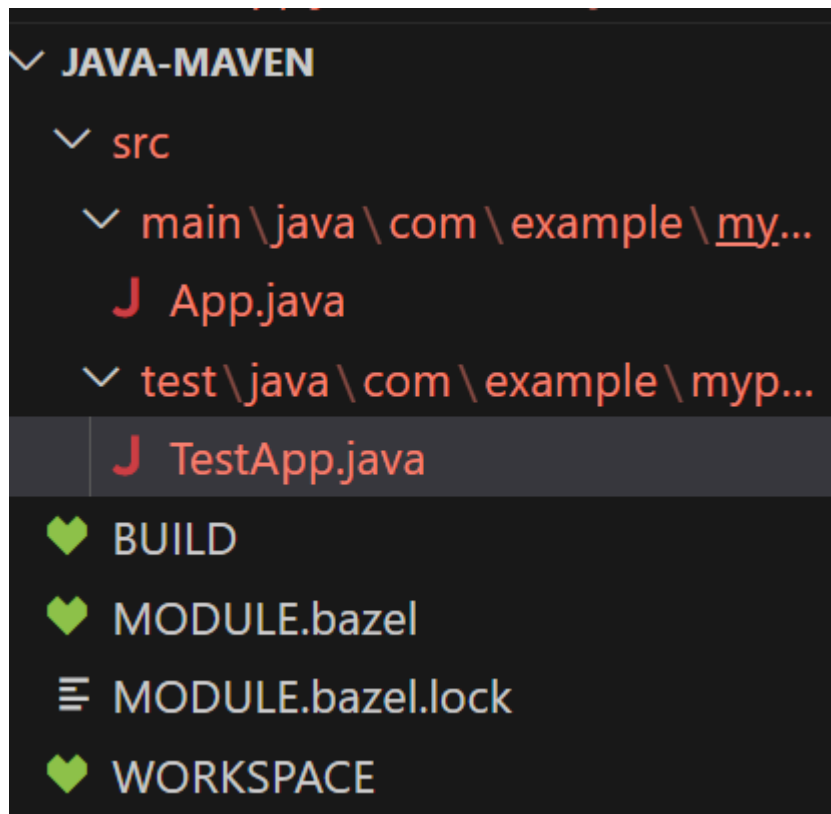 JAVA-MAVEN
src
main\java\com\example\my...
App.java
test\java\com\example\myp...
TestApp.java
BUILD
MODULE.bazel
MODULE.bazel.lock
WORKSPACE